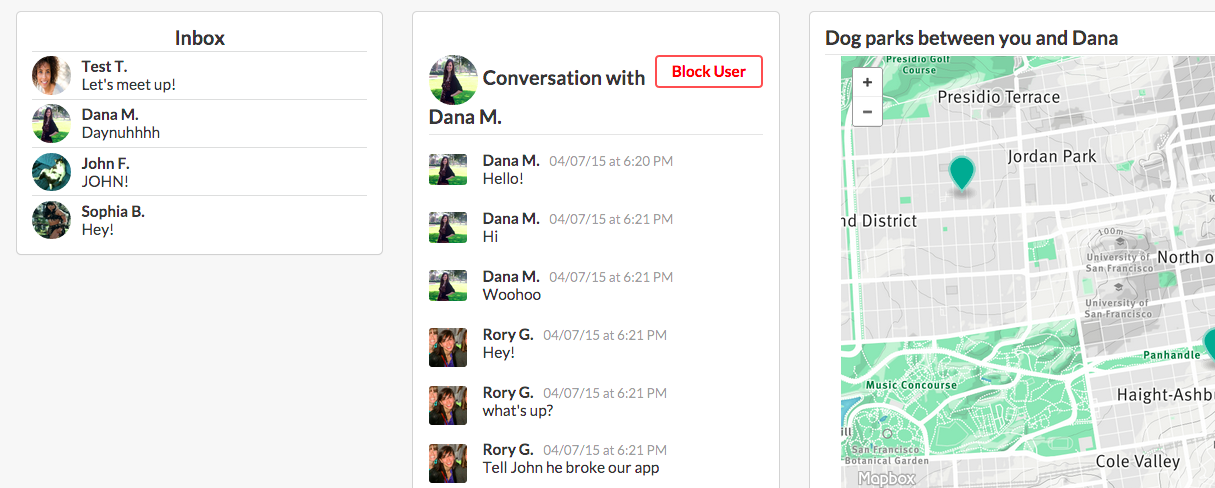 Inbox
Test T.
Let's meet up!
Dana M.
Daynuhhhh
John F.
JOHN!
Sophia B.
Hey!
Conversation with
Dana M.
Block User
Dana M. 04/07/15 at 6:20 PM
Hello!
Dana M. 04/07/15 at 6:21 PM
Hi
Dana M. 04/07/15 at 6:21 PM
Woohoo
Rory G. 04/07/15 at 6:21 PM
Hey!
Rory G. 04/07/15 at 6:21 PM
what's up?
Rory G. 04/07/15 at 6:21 PM
Tell John he broke our app
Dog parks between you and Dana
+
−
Presidio Golf
Course
Presidio Terrace
Jordan Park
nd District
100m
University of
San Francisco
North o
University of
San Francisco
Panhandle
Music Concourse
Haight-Ashb
ill
San Francisco
Botanical Garden
Cole Valley
Mapbox